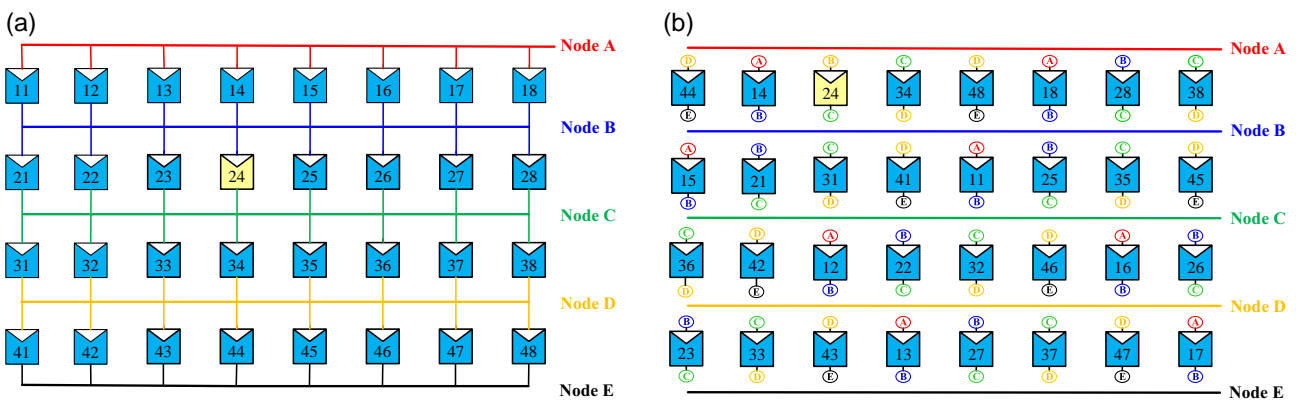 (a)
Node A
11 12 13 14 15 16 17 18
Node B
21 22 23 24 25 26 27 28
Node C
31 32 33 34 35 36 37 38
Node D
41 42 43 44 45 46 47 48
Node E
(b)
Node A
D A B C D A B C
44 14 24 34 48 18 28 38
E B C D E B C D
Node B
A B C D A B C D
15 21 31 41 11 25 35 45
B C D E B C D E
Node C
C D A B C D A B
36 42 12 22 32 46 16 26
D E B C D E B C
Node D
B C D A B C D A
23 33 43 13 27 37 47 17
C D E B C D E B
Node E